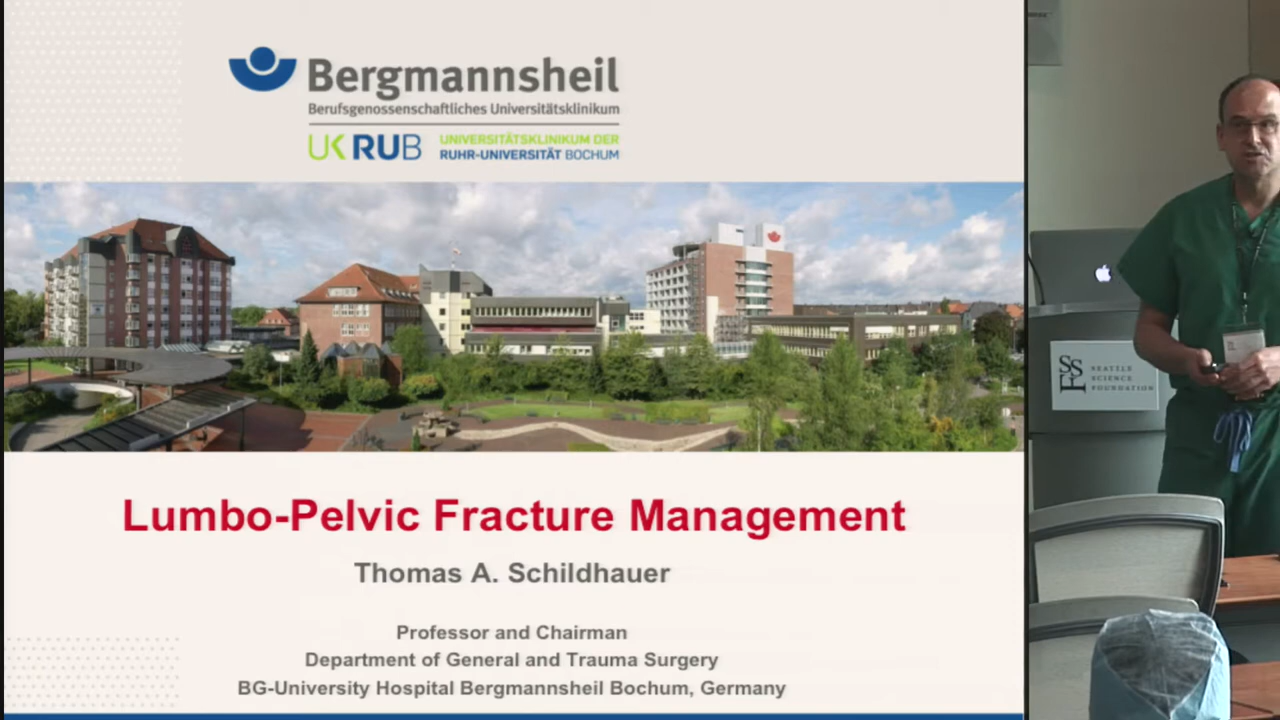 Bergmannsheil
Berufsgenossenschaftliches Universitätsklinikum
UK RUB
UNIVERSITÄTSKLINIKUM DER
RUHR-UNIVERSITÄT BOCHUM
Lumbo-Pelvic Fracture Management
Thomas A. Schildhauer
Professor and Chairman
Department of General and Trauma Surgery
BG-University Hospital Bergmannsheil Bochum, Germany
SSF
SEATTLE
SCIENCE
FOUNDATION